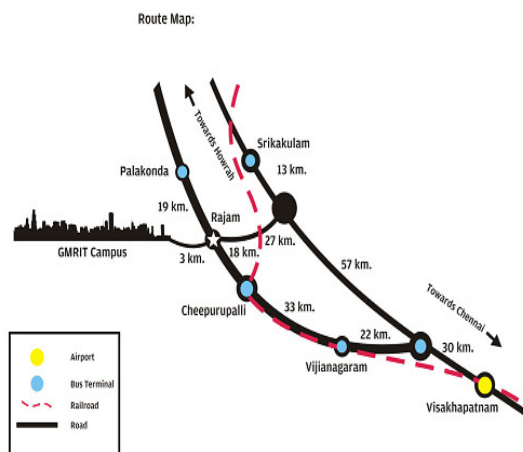 Route Map:
Towards Howrah
Srikakulam
13 km.
Palakonda
19 km.
Rajam
GMRIT Campus
3 km.
18 km.
27 km.
57 km.
Cheepurupalli
33 km.
Towards Chennai
22 km.
30 km.
Vijianagaram
Visakhapatnam
Airport
Bus Terminal
Railroad
Road